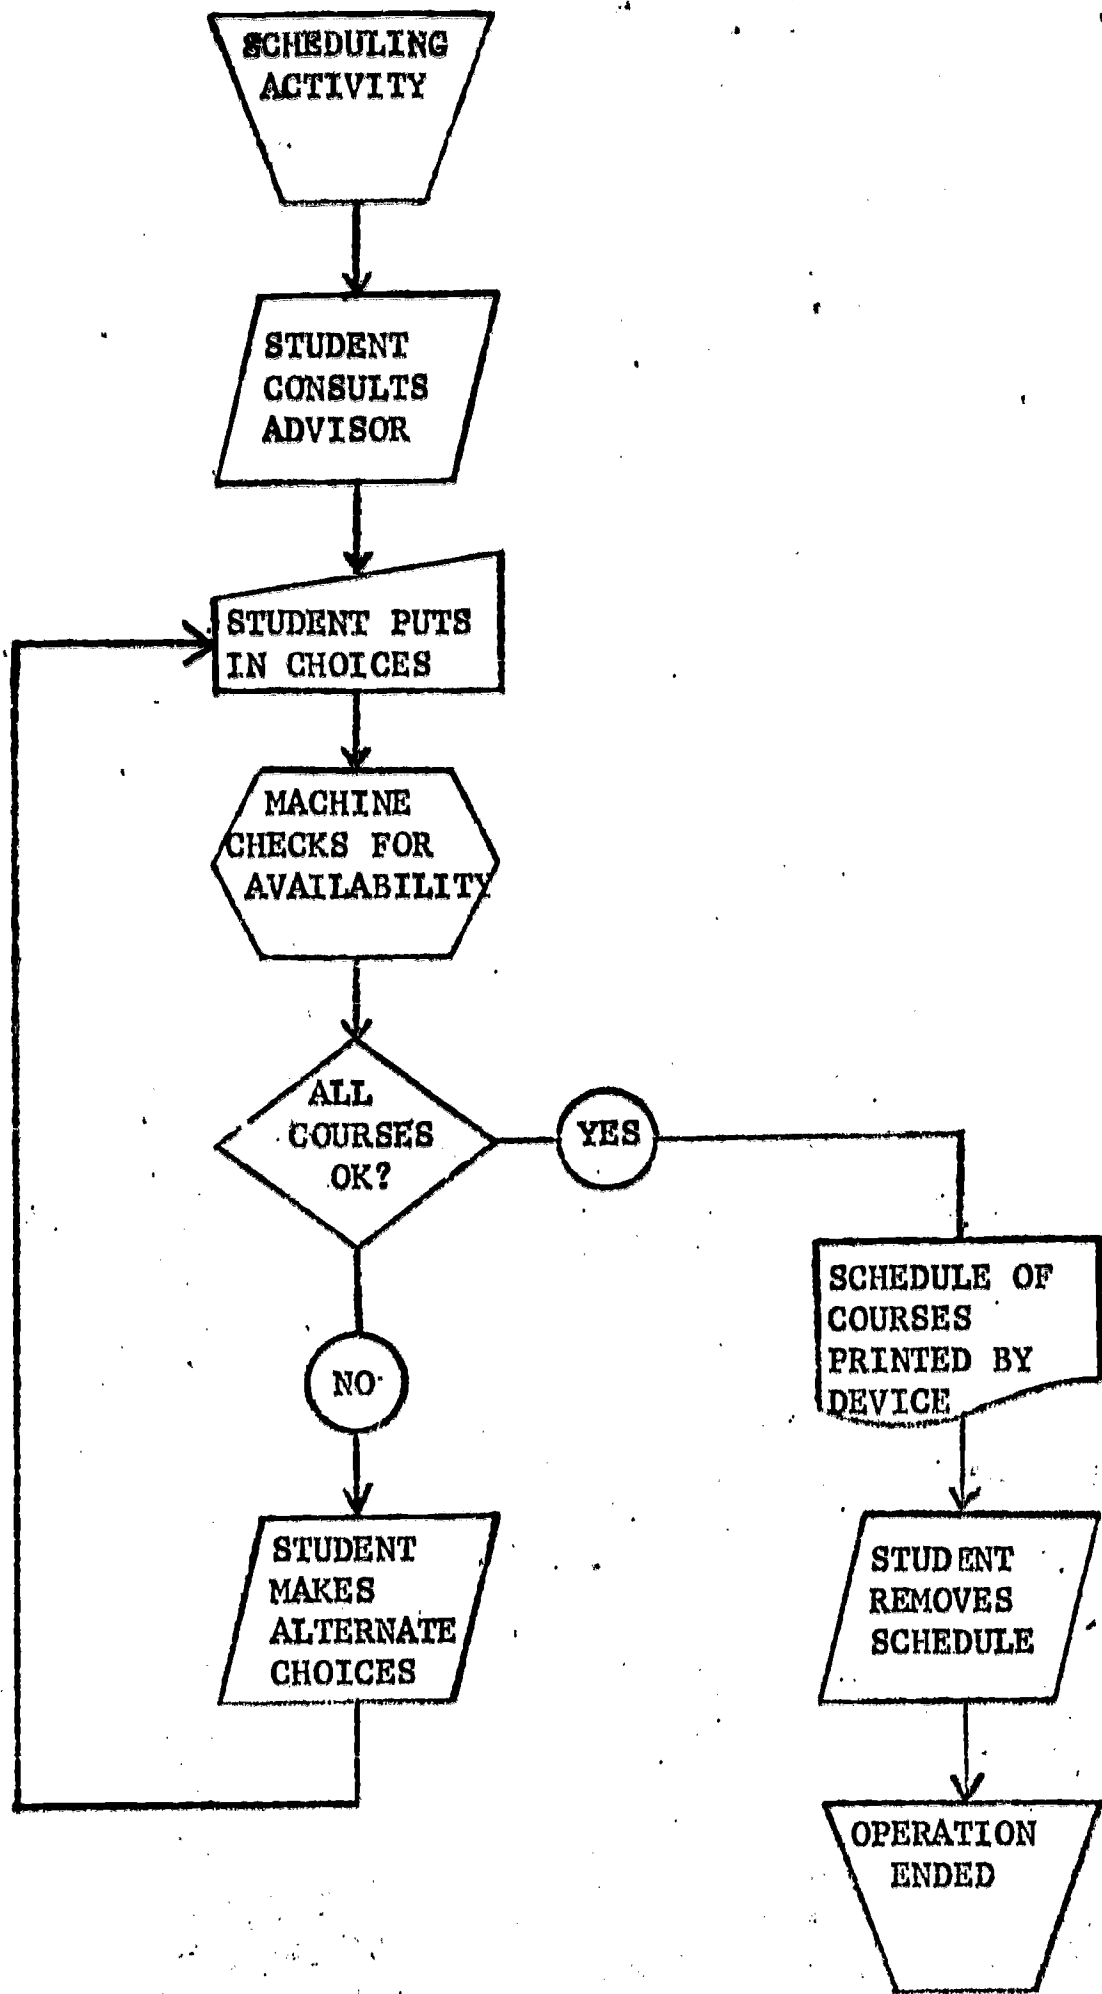 SCHEDULING
ACTIVITY
STUDENT
CONSULTS
ADVISOR
STUDENT PUTS
IN CHOICES
MACHINE
CHECKS FOR
AVAILABILITY
ALL
COURSES
OK?
YES
NO
STUDENT
MAKES
ALTERNATE
CHOICES
SCHEDULE OF
COURSES
PRINTED BY
DEVICE
STUDENT
REMOVES
SCHEDULE
OPERATION
ENDED